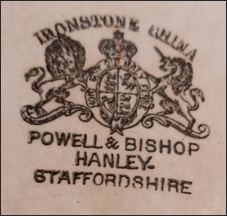 IRONSTONE CHINA
POWELL & BISHOP
HANLEY-
STAFFORDSHIRE